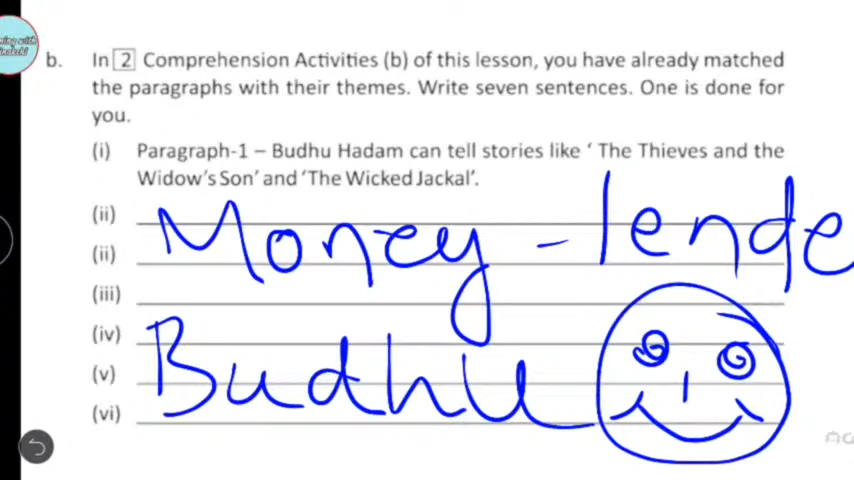 b. In 2 Comprehension Activities (b) of this lesson, you have already matched
the paragraphs with their themes. Write seven sentences. One is done for
you.
(i) Paragraph-1 – Budhu Hadam can tell stories like ‘ The Thieves and the
Widow's Son’ and ‘The Wicked Jackal’.
(ii)
Money - lende
(ii)
(iii)
(iv)
Budhu
(v)
(vi)